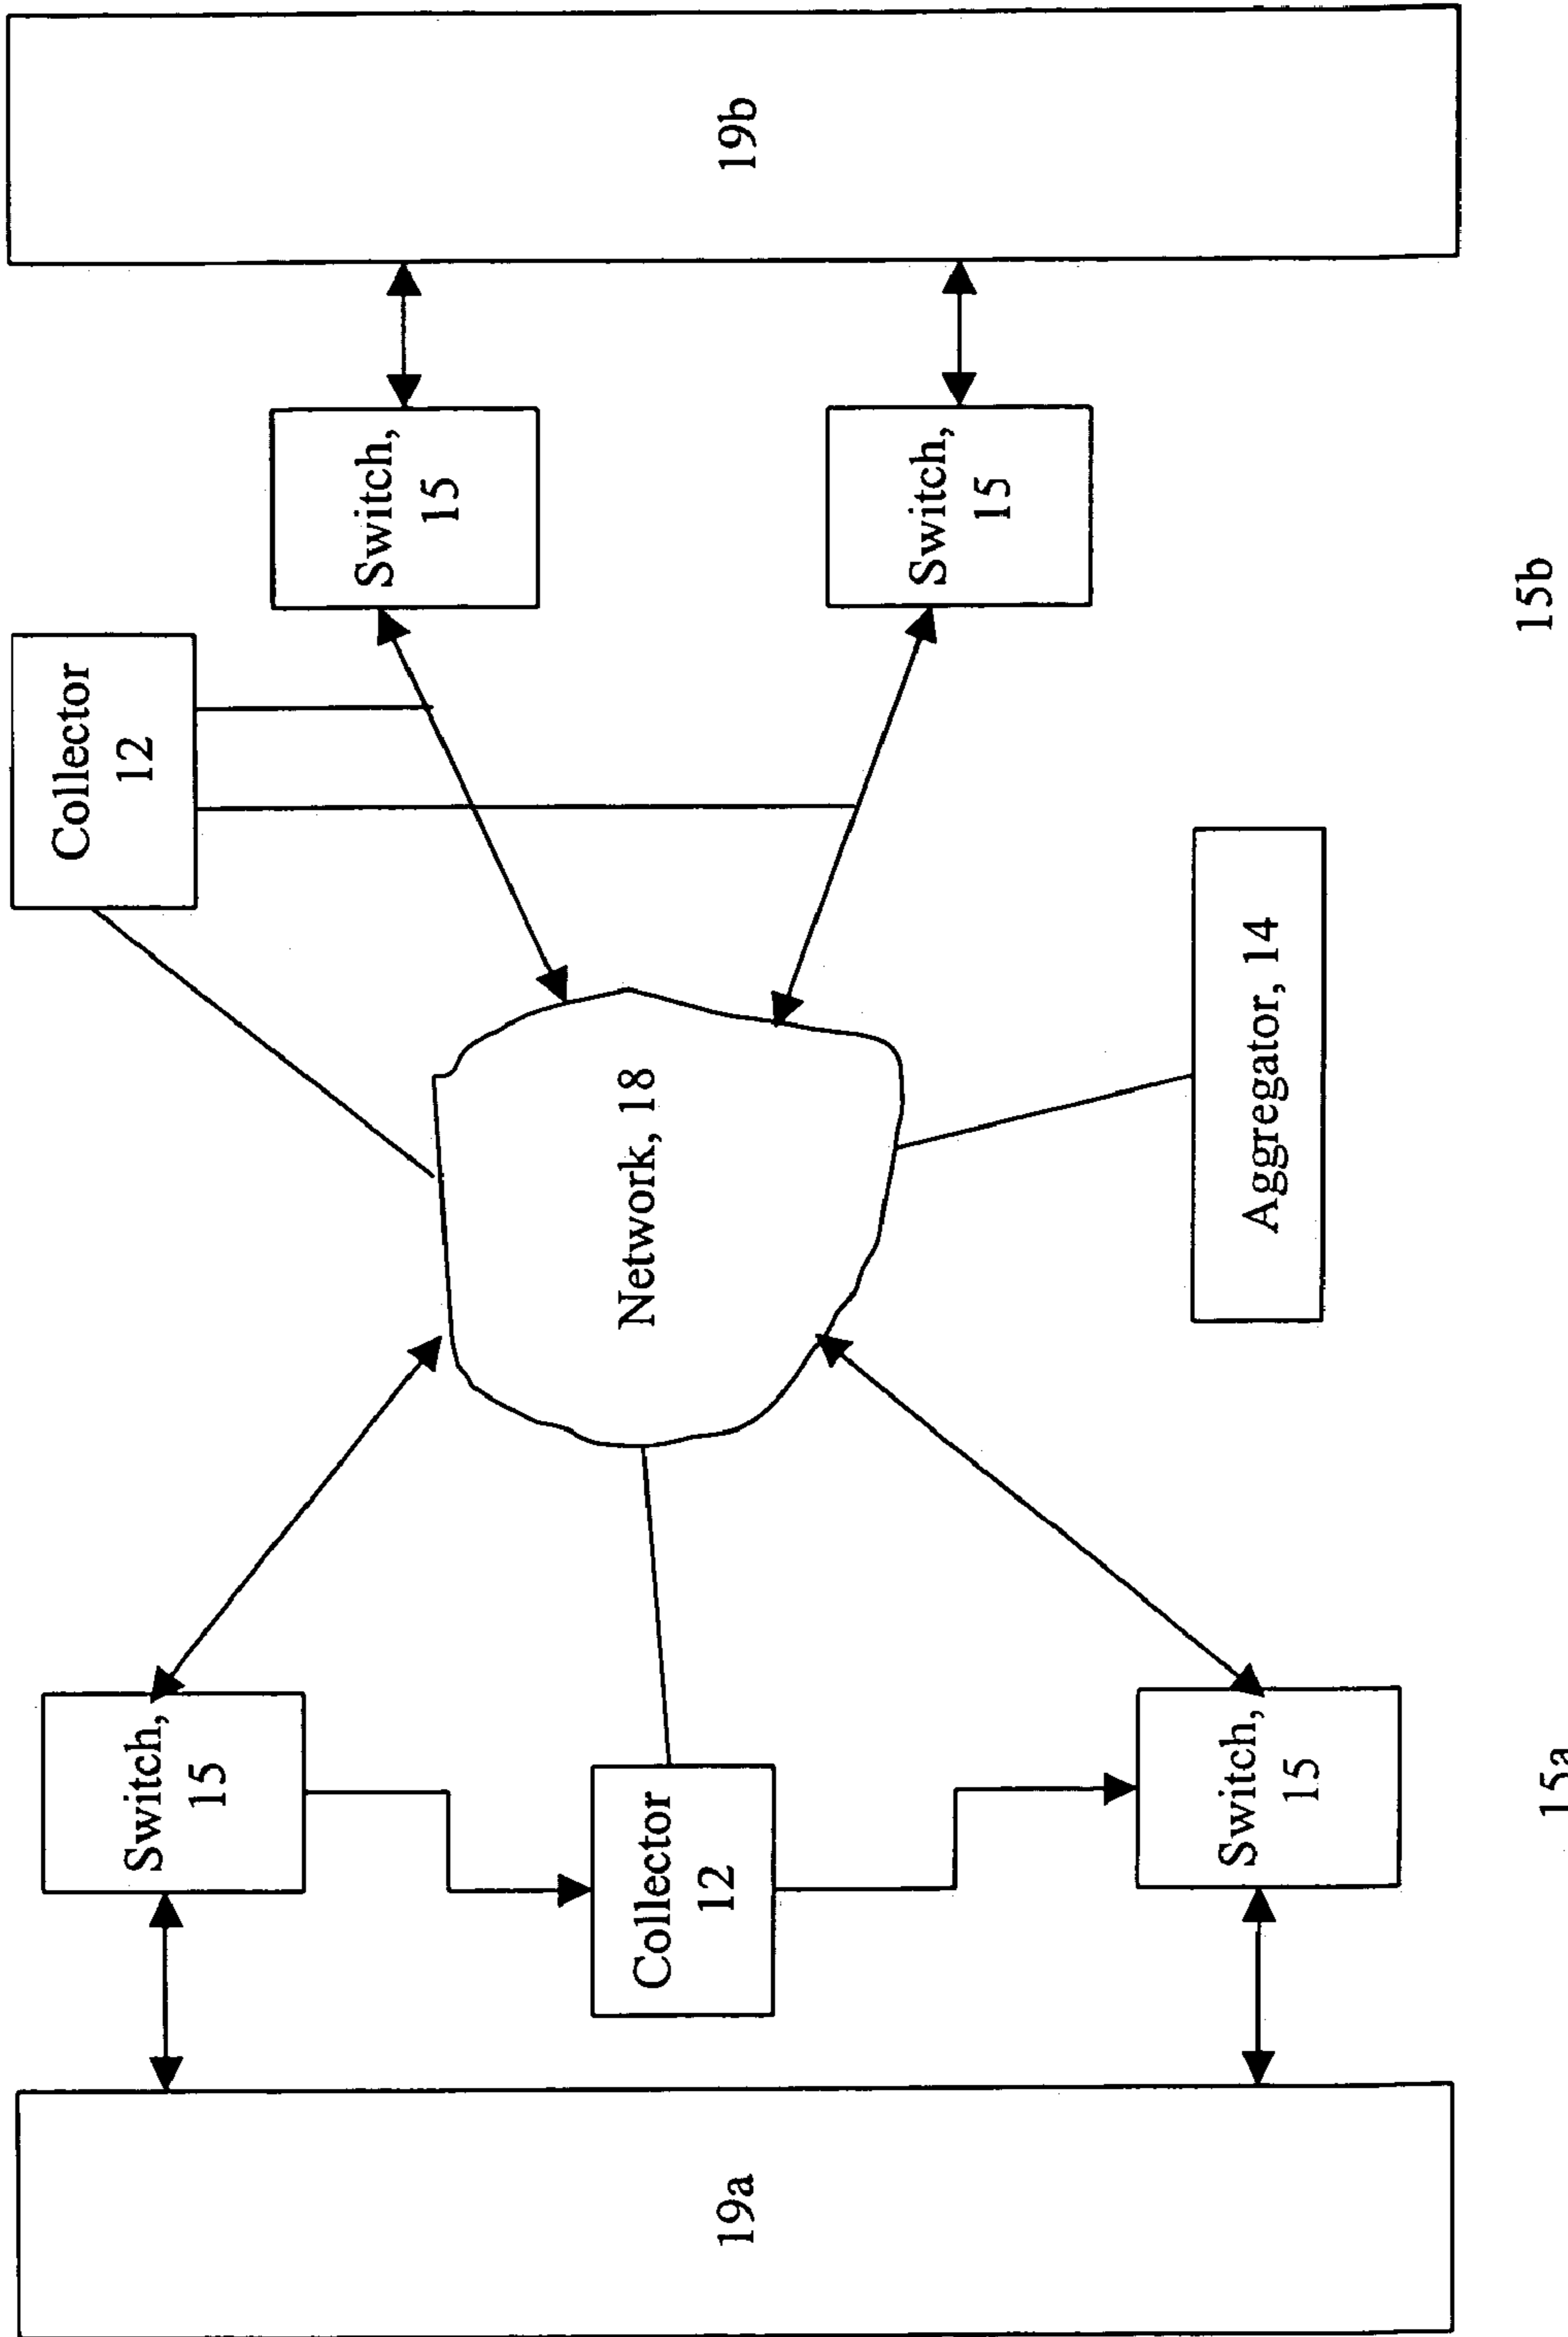 19a
Switch,
15
Collector
12
Switch,
15
15a
Network, 18
Aggregator, 14
Collector
12
Switch,
15
Switch,
15
15b
19b